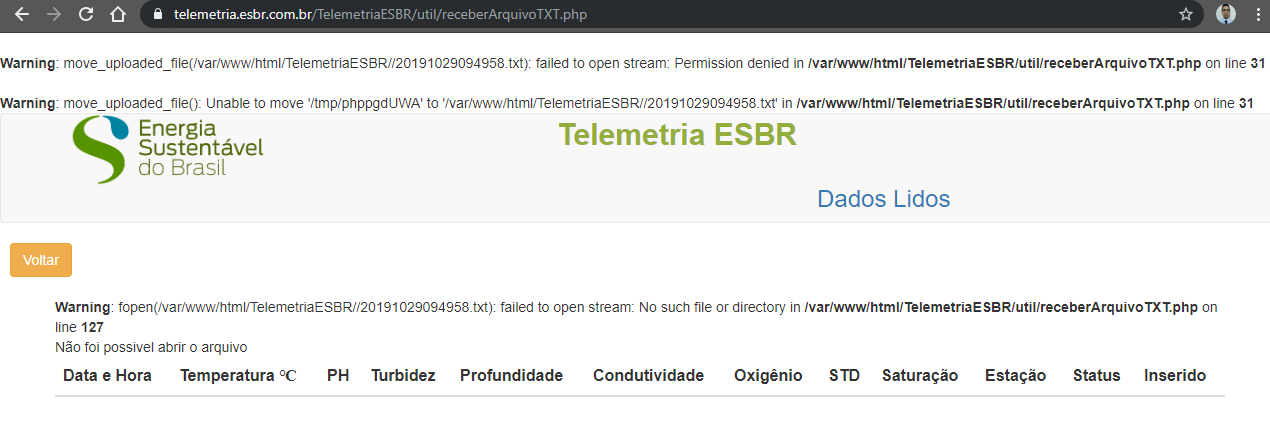 telemetria.esbr.com.br/TelemetriaESBR/util/receberArquivoTXT.php
Warning: move_uploaded_file(/var/www/html/TelemetriaESBR//20191029094958.txt): failed to open stream: Permission denied in /var/www/html/TelemetriaESBR/util/receberArquivoTXT.php on line 31
Warning: move_uploaded_file(): Unable to move '/tmp/phppgdUWA' to '/var/www/html/TelemetriaESBR//20191029094958.txt' in /var/www/html/TelemetriaESBR/util/receberArquivoTXT.php on line 31
Energia
Sustentável
do Brasil
Telemetria ESBR
Dados Lidos
Voltar
Warning: fopen(/var/www/html/TelemetriaESBR//20191029094958.txt): failed to open stream: No such file or directory in /var/www/html/TelemetriaESBR/util/receberArquivoTXT.php on
line 127
Não foi possivel abrir o arquivo
Data e Hora Temperatura °C PH Turbidez Profundidade Condutividade Oxigênio STD Saturação Estação Status Inserido